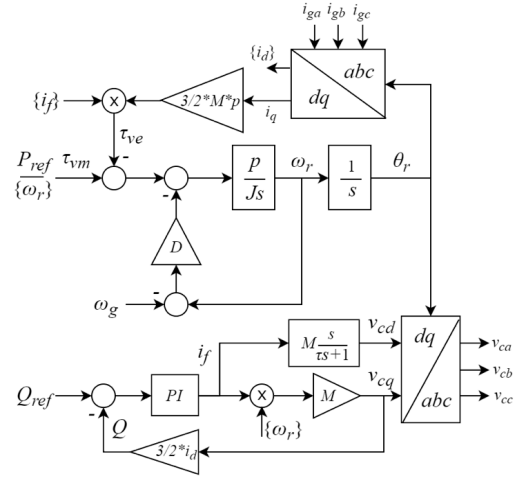 i_ga i_gb i_gc
{i_d}
abc
dq
{i_f} x 3/2*M*p i_q
τ_ve
-
P_ref/{ω_r} τ_vm p/Js ω_r 1/s θ_r
-
D
-
ω_g
i_f M s/τs+1 v_cd dq v_ca
Q_ref PI x M v_cq v_cb
- abc v_cc
Q {ω_r}
3/2*i_d